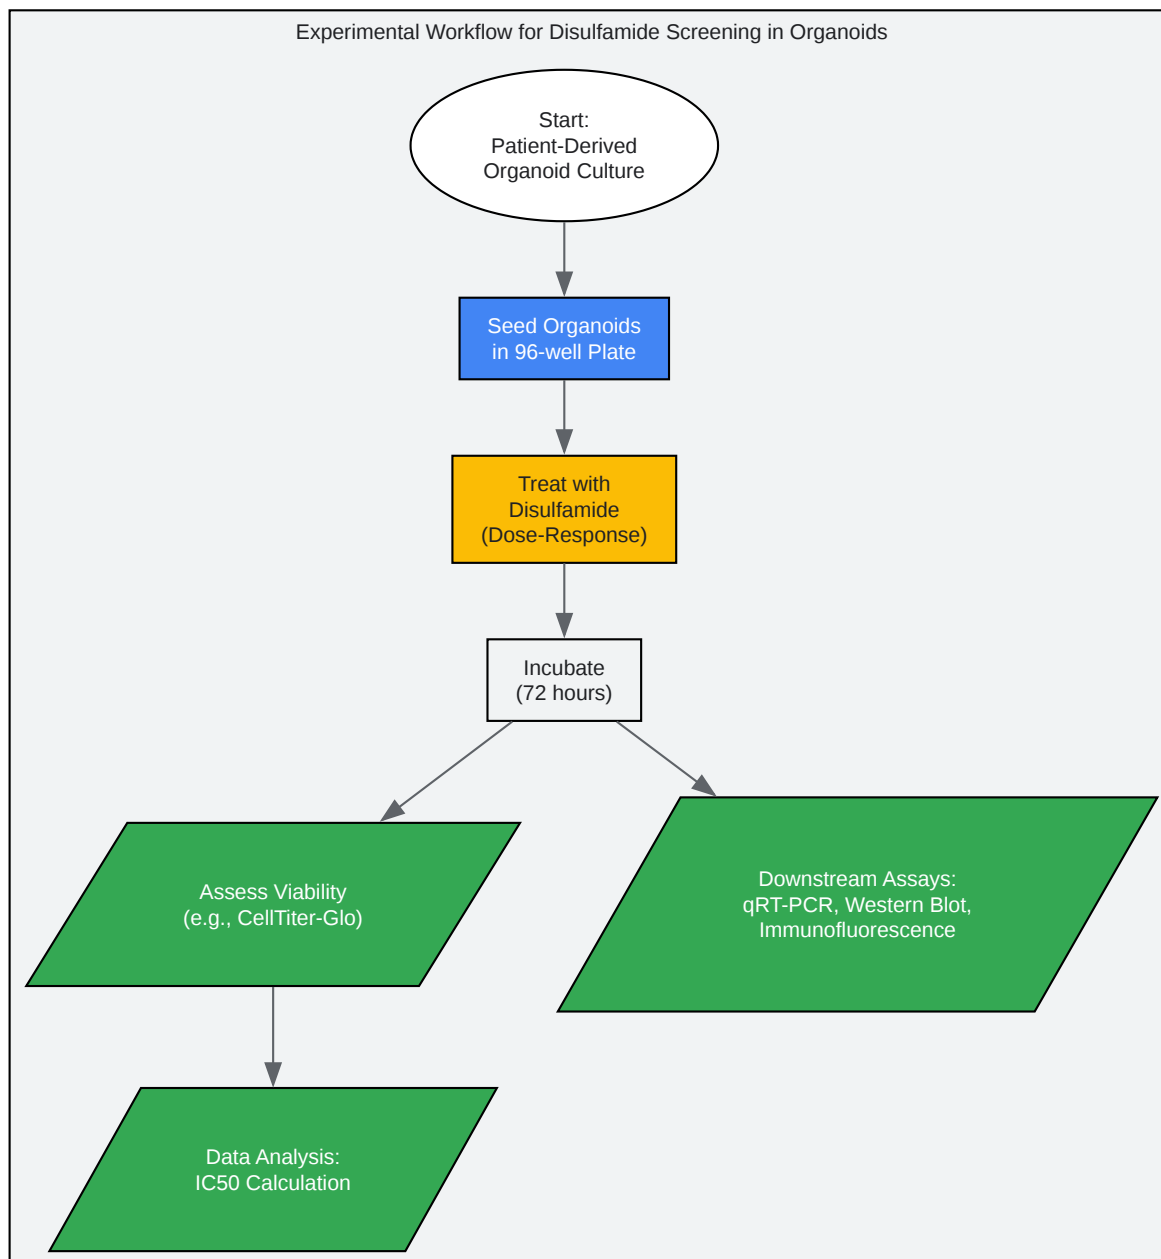 Experimental Workflow for Disulfamide Screening in Organoids
Start:
Patient-Derived
Organoid Culture
Seed Organoids
in 96-well Plate
Treat with
Disulfamide
(Dose-Response)
Incubate
(72 hours)
Assess Viability
(e.g., CellTiter-Glo)
Downstream Assays:
qRT-PCR, Western Blot,
Immunofluorescence
Data Analysis:
IC50 Calculation